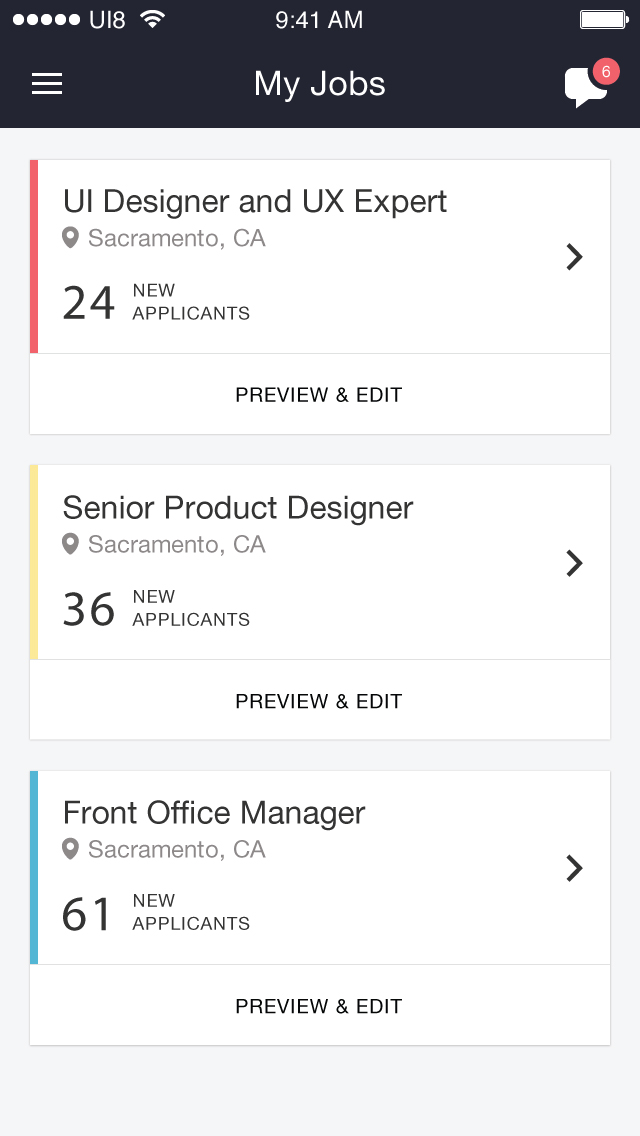 UI8 9:41 AM
My Jobs 6
UI Designer and UX Expert
Sacramento, CA
24 NEW
APPLICANTS
PREVIEW & EDIT
Senior Product Designer
Sacramento, CA
36 NEW
APPLICANTS
PREVIEW & EDIT
Front Office Manager
Sacramento, CA
61 NEW
APPLICANTS
PREVIEW & EDIT